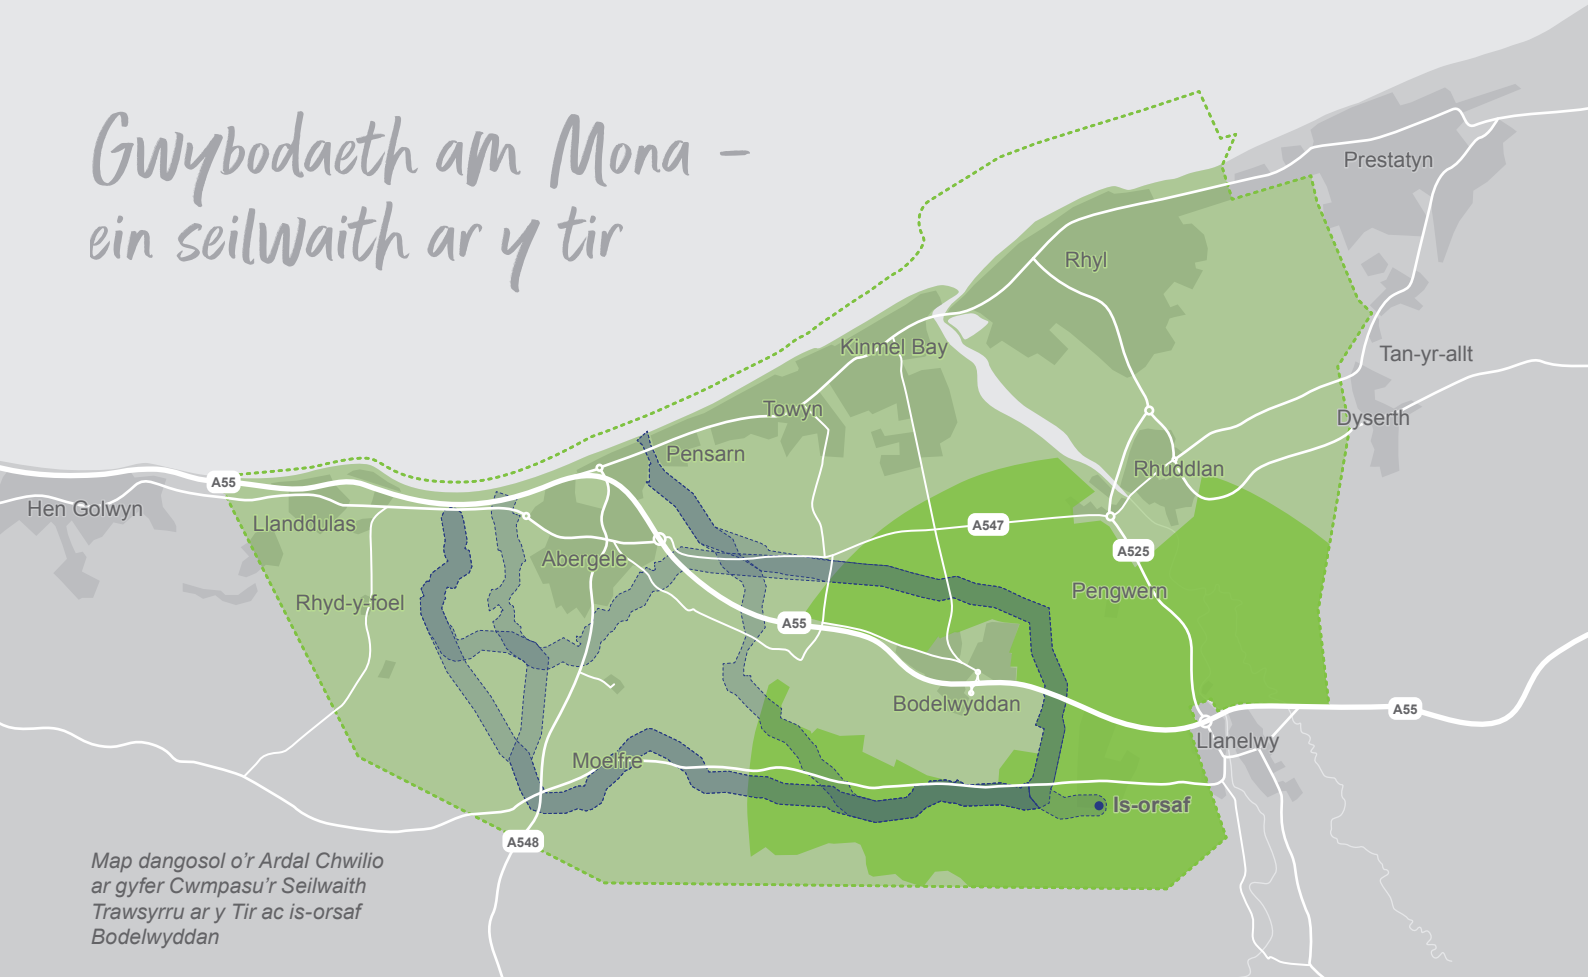 Gwybodaeth am Mona –
ein seilwaith ar y tir
Prestatyn
Rhyl
Kinmel Bay
Tan-yr-allt
Towyn
Dyserth
Pensarn
Rhuddlan
A55
Hen Golwyn
Llanddulas
A547
Abergele
A525
Pengwern
Rhyd-y-foel
A55
Bodelwyddan
A55
Llanelwy
Moelfre
Is-orsaf
A548
Map dangosol o’r Ardal Chwilio
ar gyfer Cwmpasu’r Seilwaith
Trawsyrru ar y Tir ac is-orsaf
Bodelwyddan